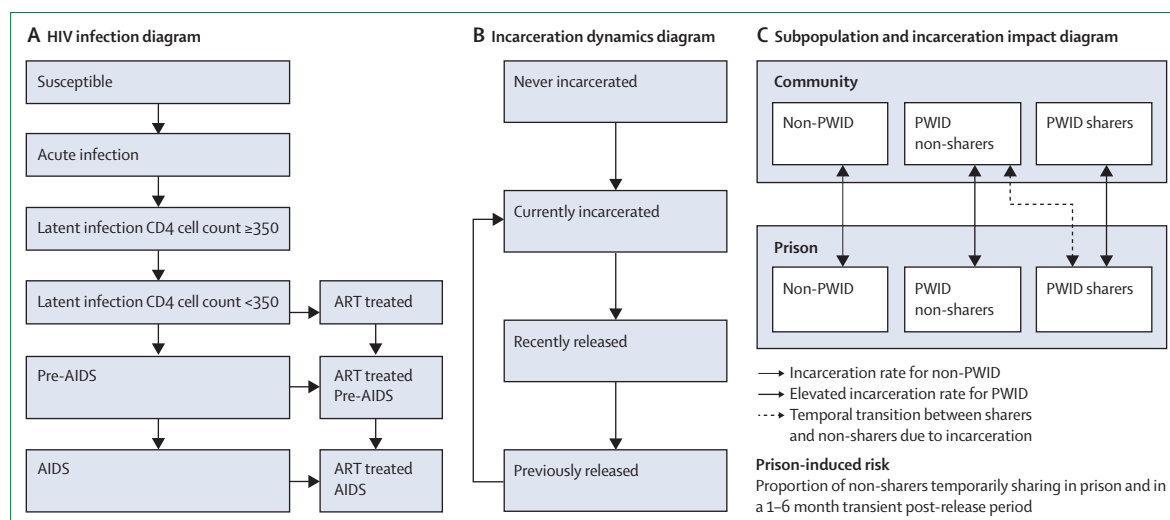 A HIV infection diagram
Susceptible
Acute infection
Latent infection CD4 cell count ≥350
Latent infection CD4 cell count <350
ART treated
Pre-AIDS
ART treated
Pre-AIDS
AIDS
ART treated
AIDS
B Incarceration dynamics diagram
Never incarcerated
Currently incarcerated
Recently released
Previously released
C Subpopulation and incarceration impact diagram
Community
Non-PWID
PWID
non-sharers
PWID sharers
Prison
Non-PWID
PWID
non-sharers
PWID sharers
Incarceration rate for non-PWID
Elevated incarceration rate for PWID
Temporal transition between sharers
and non-sharers due to incarceration
Prison-induced risk
Proportion of non-sharers temporarily sharing in prison and in
a 1–6 month transient post-release period